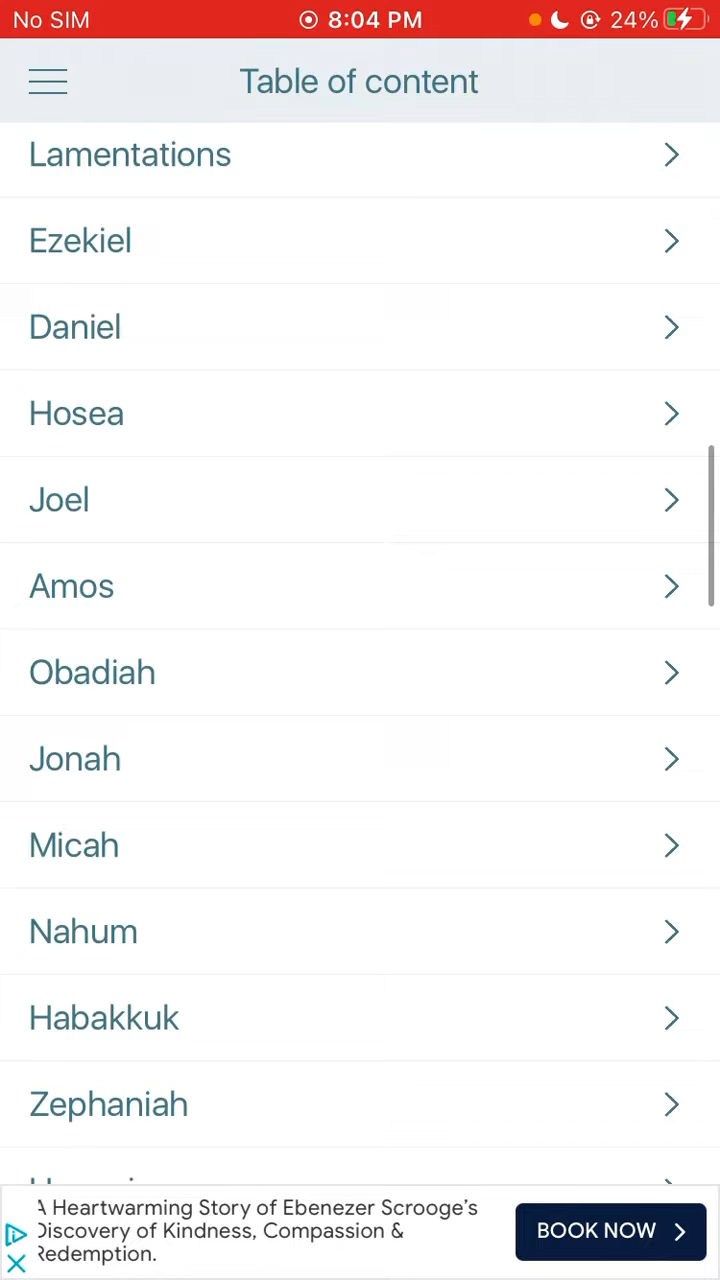 No SIM 8:04 PM 24%
Table of content
Lamentations
Ezekiel
Daniel
Hosea
Joel
Amos
Obadiah
Jonah
Micah
Nahum
Habakkuk
Zephaniah
A Heartwarming Story of Ebenezer Scrooge's
Discovery of Kindness, Compassion &
Redemption.
BOOK NOW